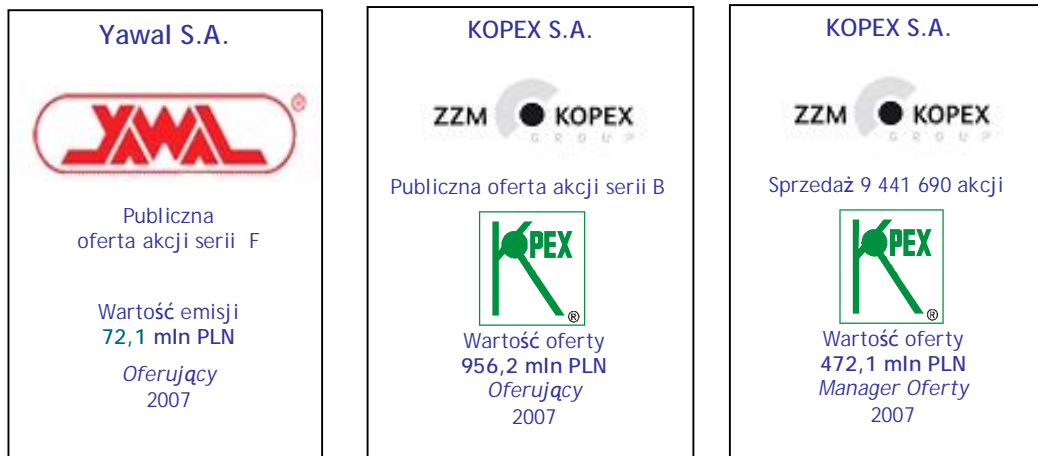 Yawal S.A.
YAWAL®
Publiczna
oferta akcji serii F
Wartość emisji
72,1 mln PLN
Oferujący
2007
KOPEX S.A.
ZZM KOPEX
GROUP
Publiczna oferta akcji serii B
KOPEX
®
Wartość oferty
956,2 mln PLN
Oferujący
2007
KOPEX S.A.
ZZM KOPEX
GROUP
Sprzedaż 9 441 690 akcji
KOPEX
®
Wartość oferty
472,1 mln PLN
Manager Oferty
2007